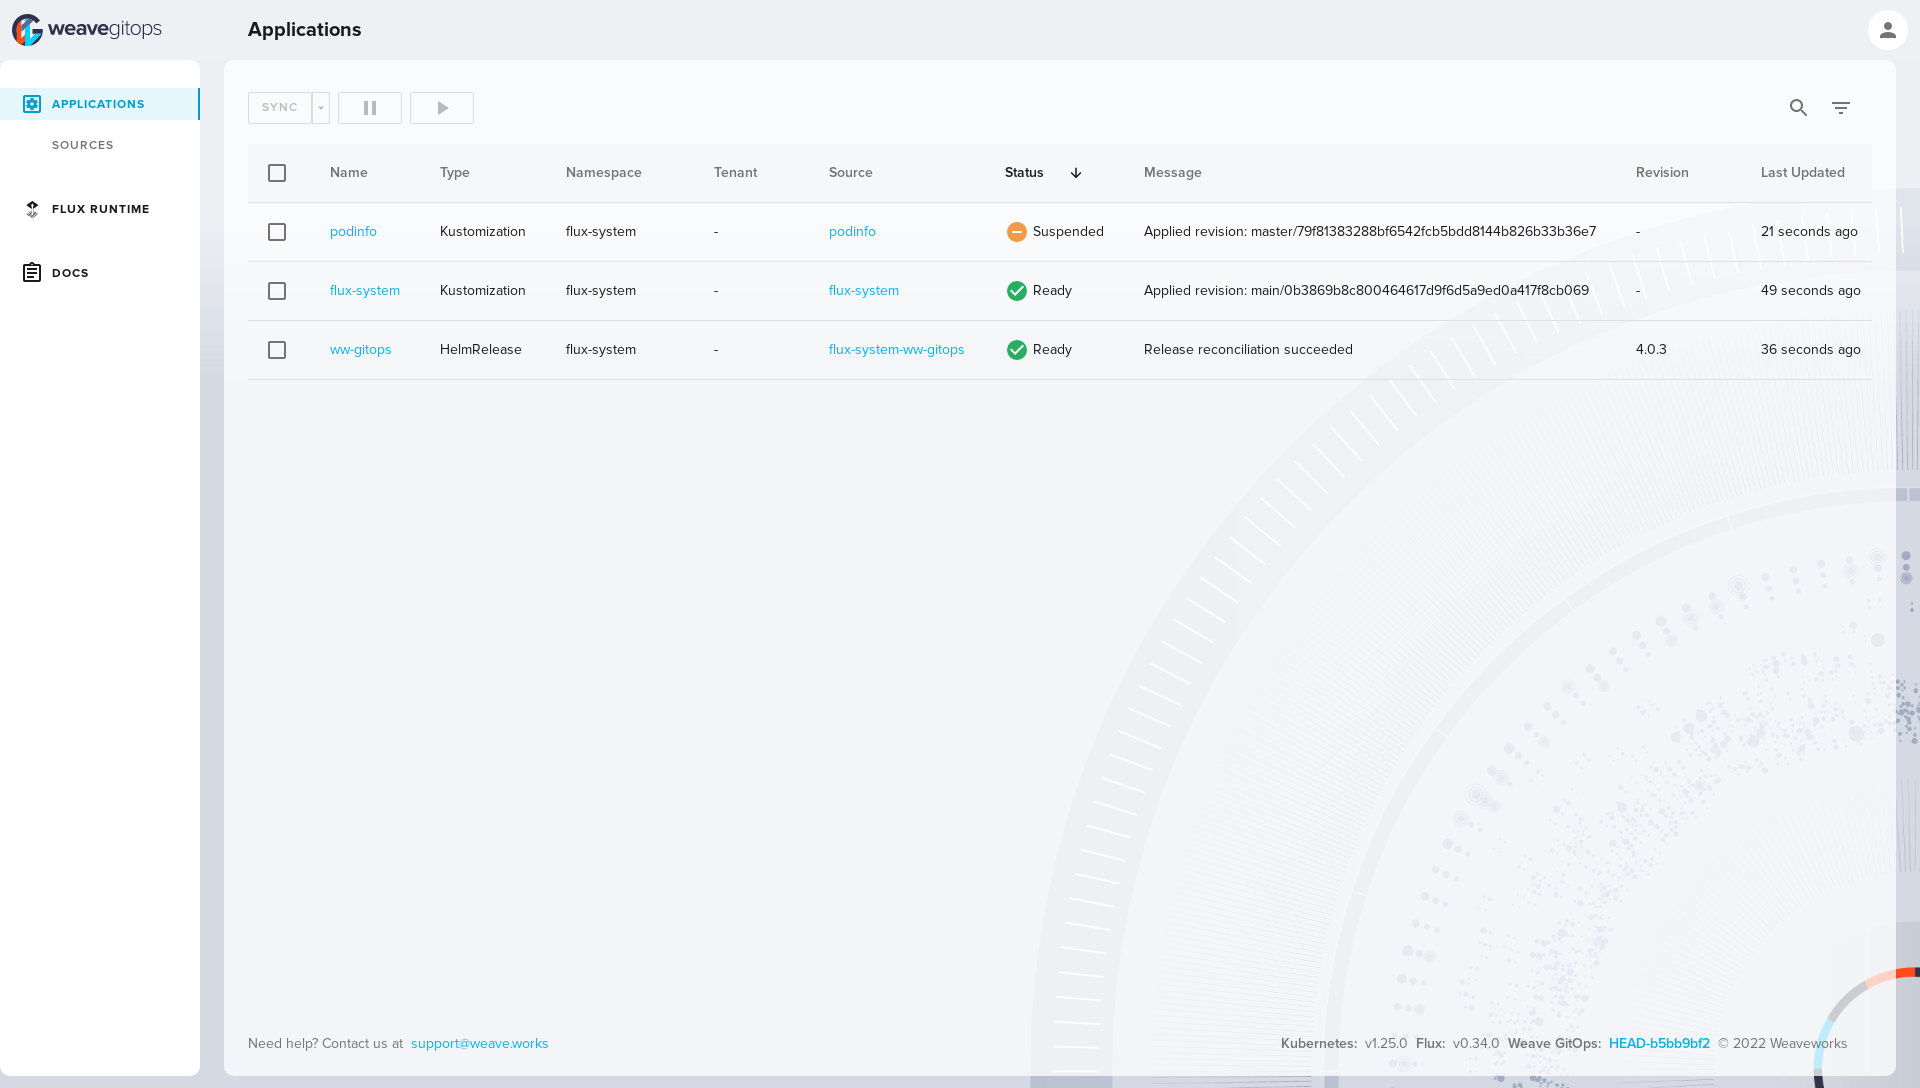 weavegitops
Applications
APPLICATIONS
SOURCES
FLUX RUNTIME
DOCS
SYNC
Name Type Namespace Tenant Source Status Message Revision Last Updated
podinfo Kustomization flux-system - podinfo Suspended Applied revision: master/79f81383288bf6542fcb5bdd8144b826b33b36e7 - 21 seconds ago
flux-system Kustomization flux-system - flux-system Ready Applied revision: main/0b3869b8c800464617d9f6d5a9ed0a417f8cb069 - 49 seconds ago
ww-gitops HelmRelease flux-system - flux-system-ww-gitops Ready Release reconciliation succeeded 4.0.3 36 seconds ago
Need help? Contact us at support@weave.works
Kubernetes: v1.25.0 Flux: v0.34.0 Weave GitOps: HEAD-b5bb9bf2 © 2022 Weaveworks